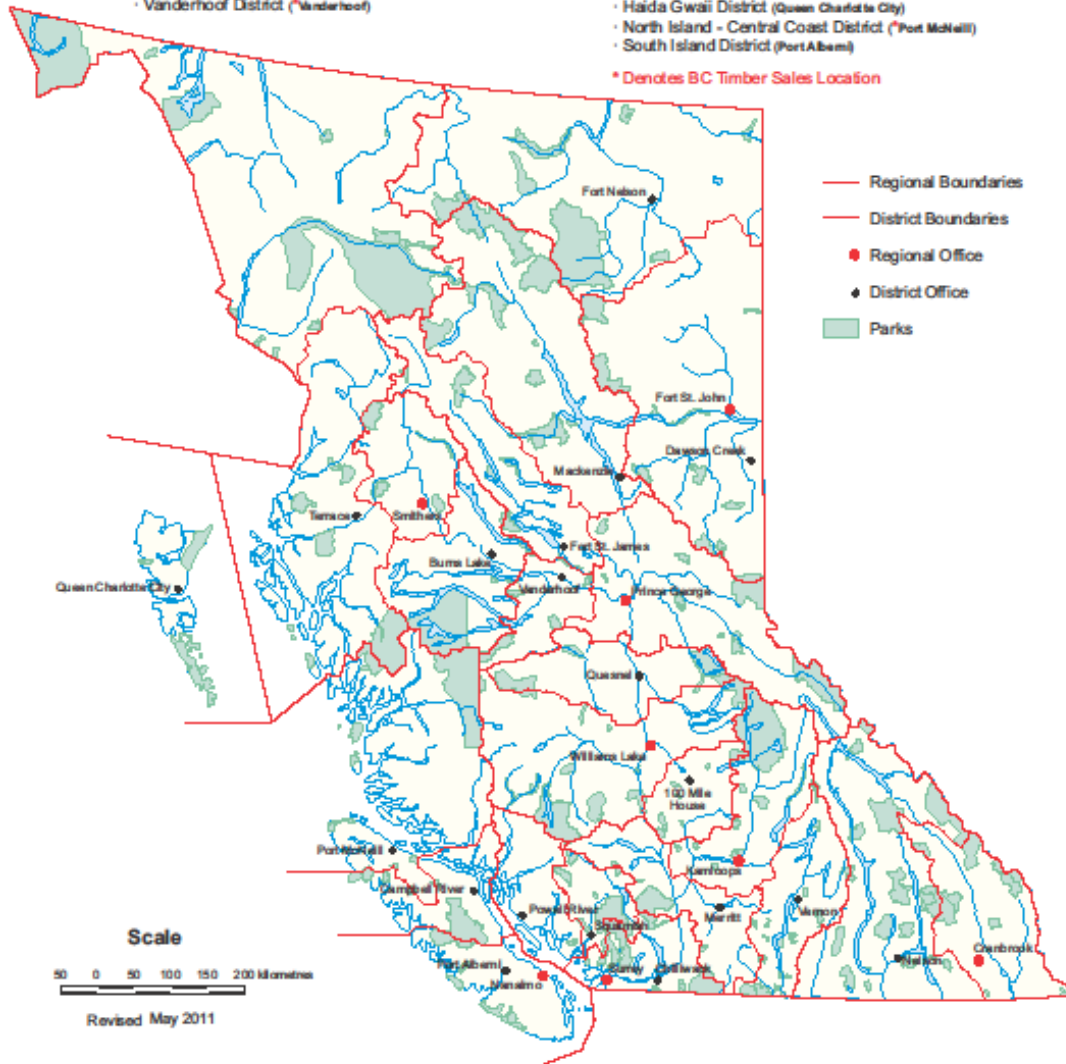 · Vanderhoof District (*Vanderhoof)
· Haida Gwaii District (Queen Charlotte City)
· North Island - Central Coast District (*Port McNeill)
· South Island District (Port Alberni)
* Denotes BC Timber Sales Location
Regional Boundaries
District Boundaries
Regional Office
District Office
Parks
Fort Nelson
Fort St. John
Dawson Creek
Mackenzie
Terrace
Smithers
Fort St. James
Burns Lake
Vanderhoof
Prince George
Queen Charlotte City
Quesnel
Williams Lake
100 Mile
House
Port McNeill
Kamloops
Campbell River
Powell River
Merritt
Vernon
Squamish
Port Alberni
Nanaimo
Surrey
Chilliwack
Nelson
Cranbrook
Scale
50 0 50 100 150 200 kilometres
Revised May 2011